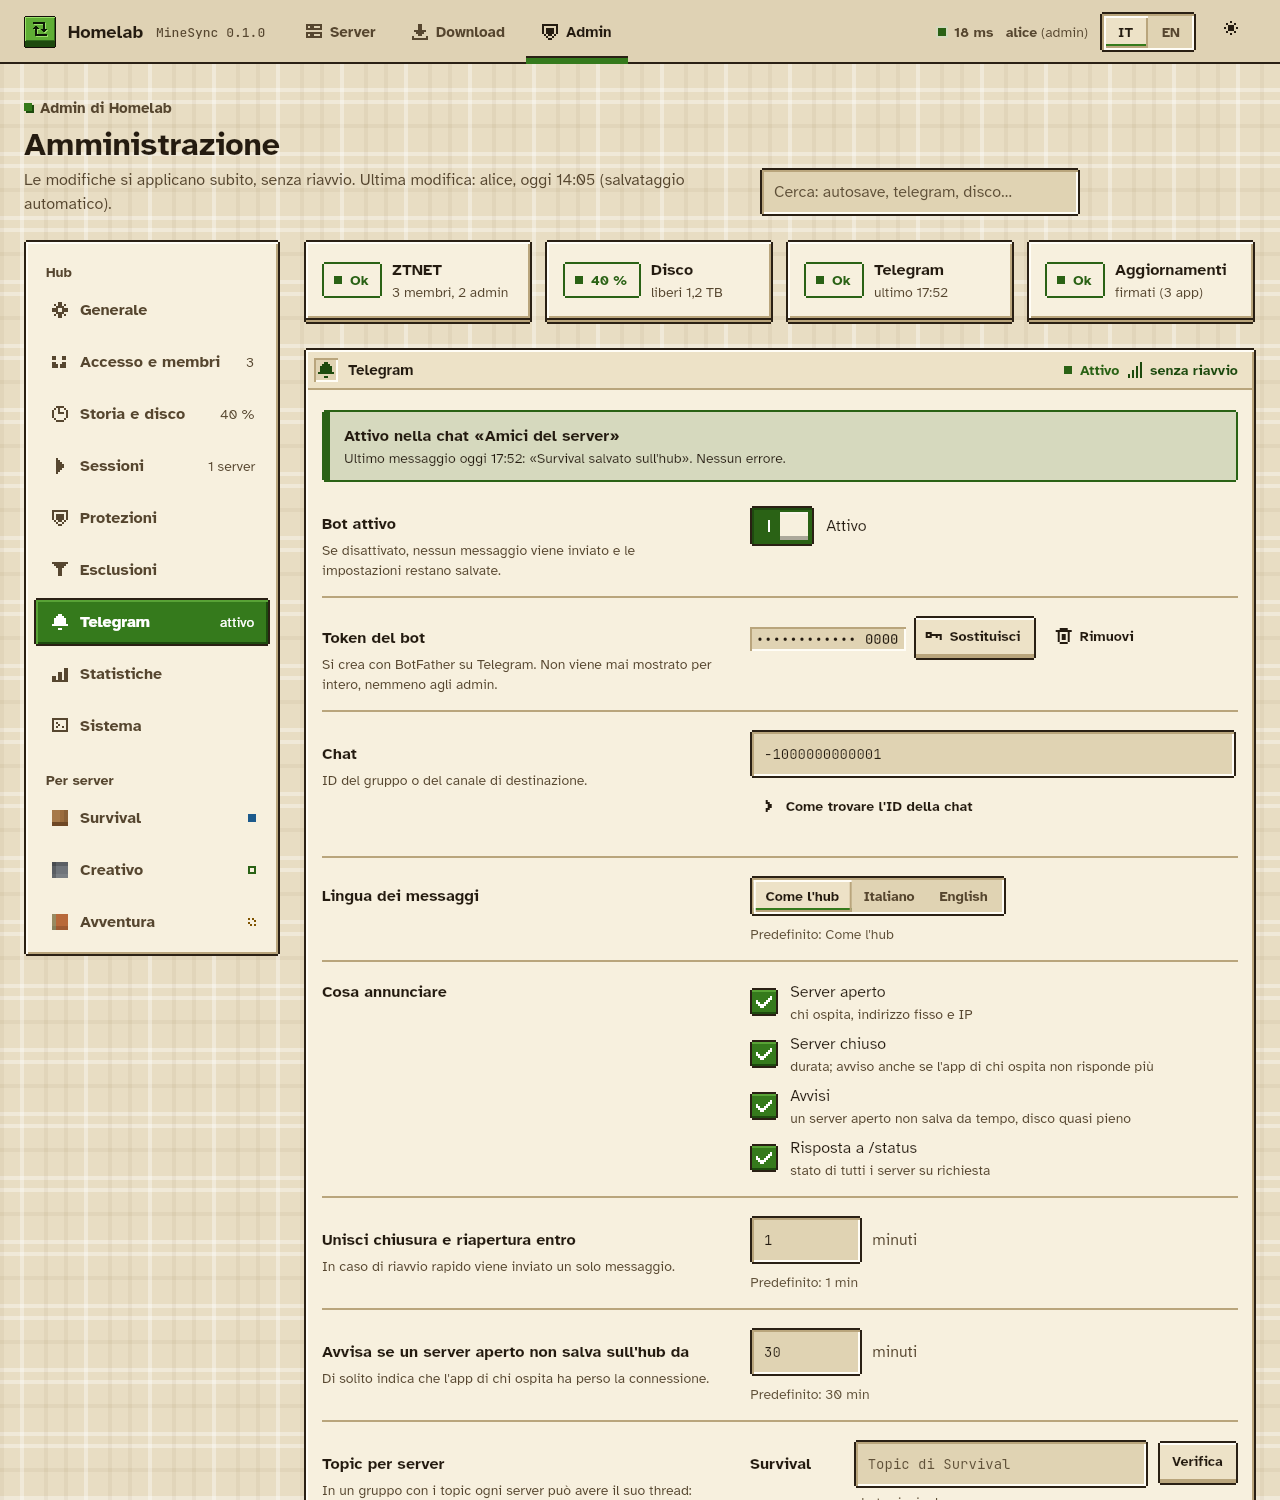 Homelab MineSync 0.1.0 Server Download Admin 18 ms alice (admin) IT EN
Admin di Homelab
Amministrazione
Le modifiche si applicano subito, senza riavvio. Ultima modifica: alice, oggi 14:05 (salvataggio
automatico).
Cerca: autosave, telegram, disco...
Hub
Generale
Accesso e membri 3
Storia e disco 40 %
Sessioni 1 server
Protezioni
Esclusioni
Telegram attivo
Statistiche
Sistema
Per server
Survival
Creativo
Avventura
Ok ZTNET
3 membri, 2 admin
40 % Disco
liberi 1,2 TB
Ok Telegram
ultimo 17:52
Ok Aggiornamenti
firmati (3 app)
Telegram Attivo senza riavvio
Attivo nella chat «Amici del server»
Ultimo messaggio oggi 17:52: «Survival salvato sull'hub». Nessun errore.
Bot attivo
Se disattivato, nessun messaggio viene inviato e le
impostazioni restano salvate.
Attivo
Token del bot
Si crea con BotFather su Telegram. Non viene mai mostrato per
intero, nemmeno agli admin.
•••••••••••• 0000 Sostituisci Rimuovi
Chat
ID del gruppo o del canale di destinazione.
-1000000000001
Come trovare l'ID della chat
Lingua dei messaggi
Come l'hub Italiano English
Predefinito: Come l'hub
Cosa annunciare
Server aperto
chi ospita, indirizzo fisso e IP
Server chiuso
durata; avviso anche se l'app di chi ospita non risponde più
Avvisi
un server aperto non salva da tempo, disco quasi pieno
Risposta a /status
stato di tutti i server su richiesta
Unisci chiusura e riapertura entro
In caso di riavvio rapido viene inviato un solo messaggio.
1 minuti
Predefinito: 1 min
Avvisa se un server aperto non salva sull'hub da
Di solito indica che l'app di chi ospita ha perso la connessione.
30 minuti
Predefinito: 30 min
Topic per server
In un gruppo con i topic ogni server può avere il suo thread:
Survival Topic di Survival Verifica